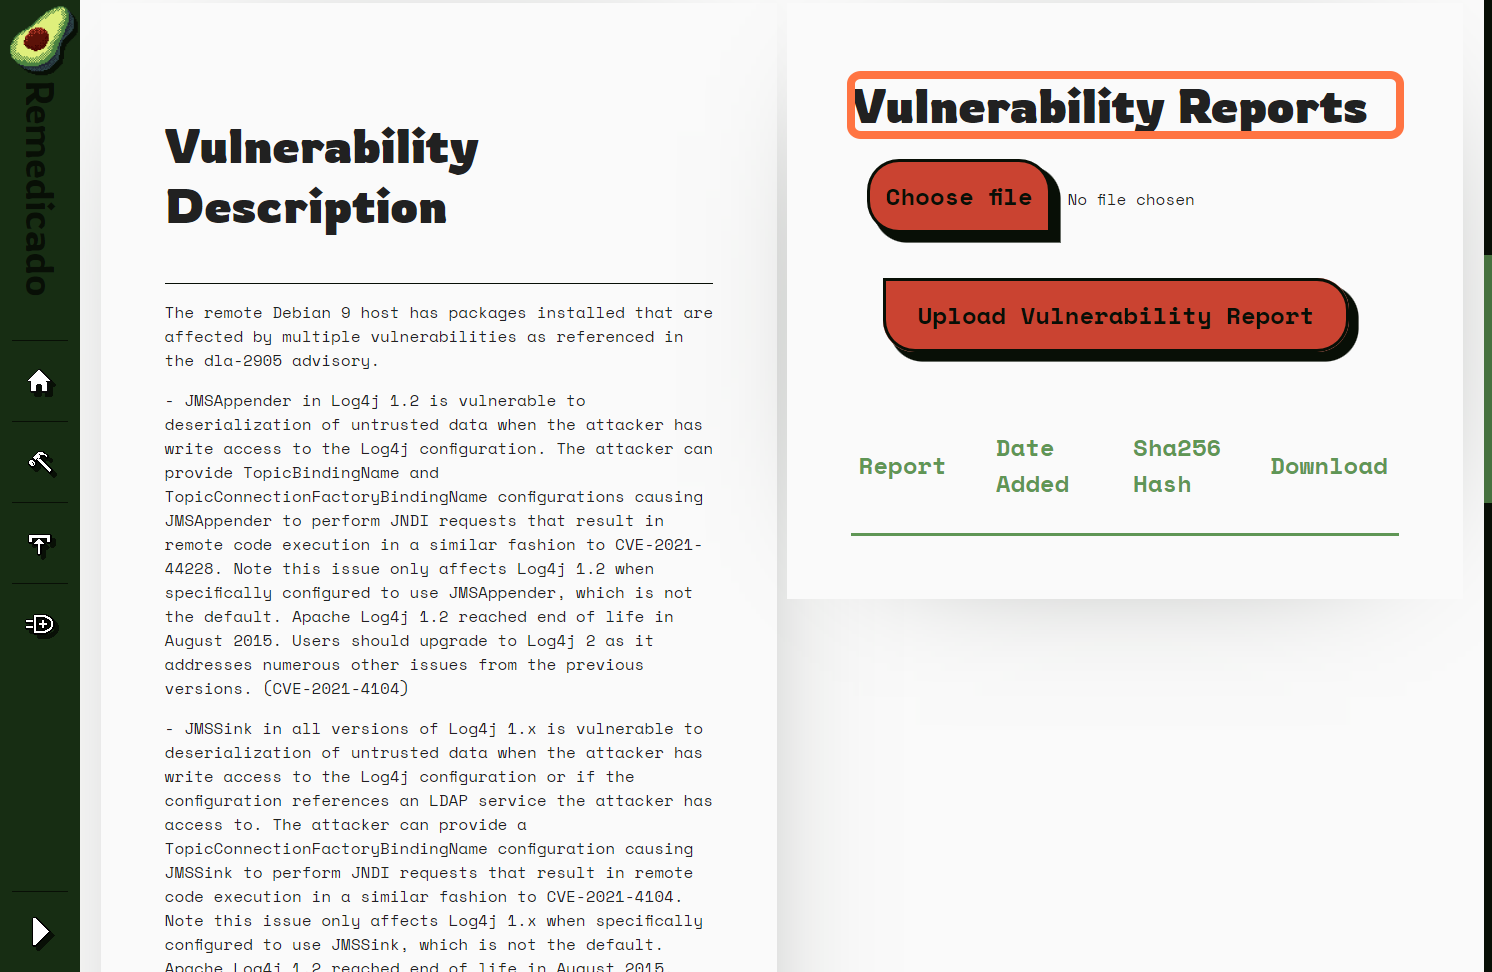 Remedicado
Vulnerability
Description
The remote Debian 9 host has packages installed that are
affected by multiple vulnerabilities as referenced in
the dla-2905 advisory.
- JMSAppender in Log4j 1.2 is vulnerable to
deserialization of untrusted data when the attacker has
write access to the Log4j configuration. The attacker can
provide TopicBindingName and
TopicConnectionFactoryBindingName configurations causing
JMSAppender to perform JNDI requests that result in
remote code execution in a similar fashion to CVE-2021-
44228. Note this issue only affects Log4j 1.2 when
specifically configured to use JMSAppender, which is not
the default. Apache Log4j 1.2 reached end of life in
August 2015. Users should upgrade to Log4j 2 as it
addresses numerous other issues from the previous
versions. (CVE-2021-4104)
- JMSSink in all versions of Log4j 1.x is vulnerable to
deserialization of untrusted data when the attacker has
write access to the Log4j configuration or if the
configuration references an LDAP service the attacker has
access to. The attacker can provide a
TopicConnectionFactoryBindingName configuration causing
JMSSink to perform JNDI requests that result in remote
code execution in a similar fashion to CVE-2021-4104.
Note this issue only affects Log4j 1.x when specifically
configured to use JMSSink, which is not the default.
Apache Log4j 1.2 reached end of life in August 2015.
Vulnerability Reports
Choose file No file chosen
Upload Vulnerability Report
Report Date Added Sha256 Hash Download